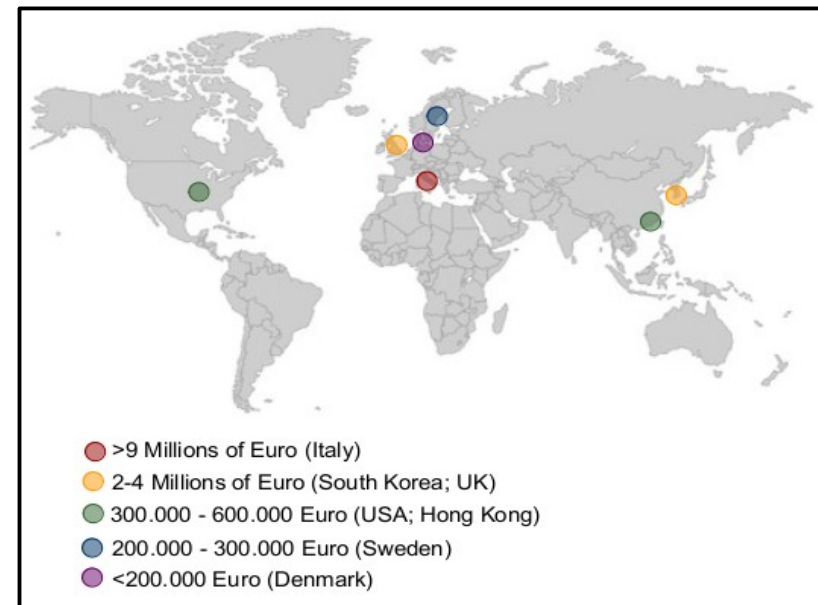 >9 Millions of Euro (Italy)
2-4 Millions of Euro (South Korea; UK)
300.000 - 600.000 Euro (USA; Hong Kong)
200.000 - 300.000 Euro (Sweden)
<200.000 Euro (Denmark)